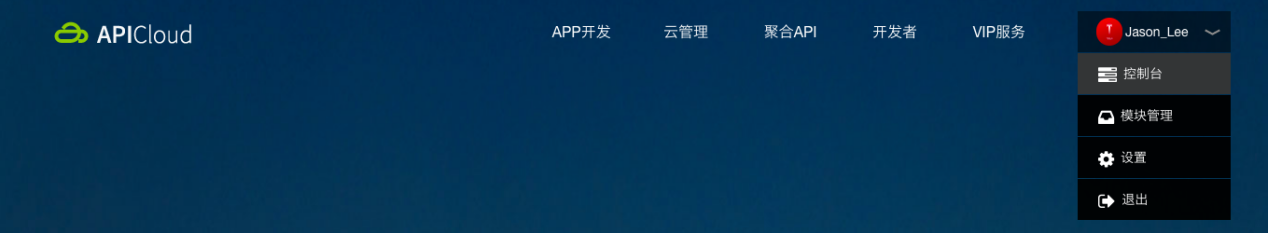 APICloud APP开发 云管理 聚合API 开发者 VIP服务 Jason_Lee
控制台
模块管理
设置
退出